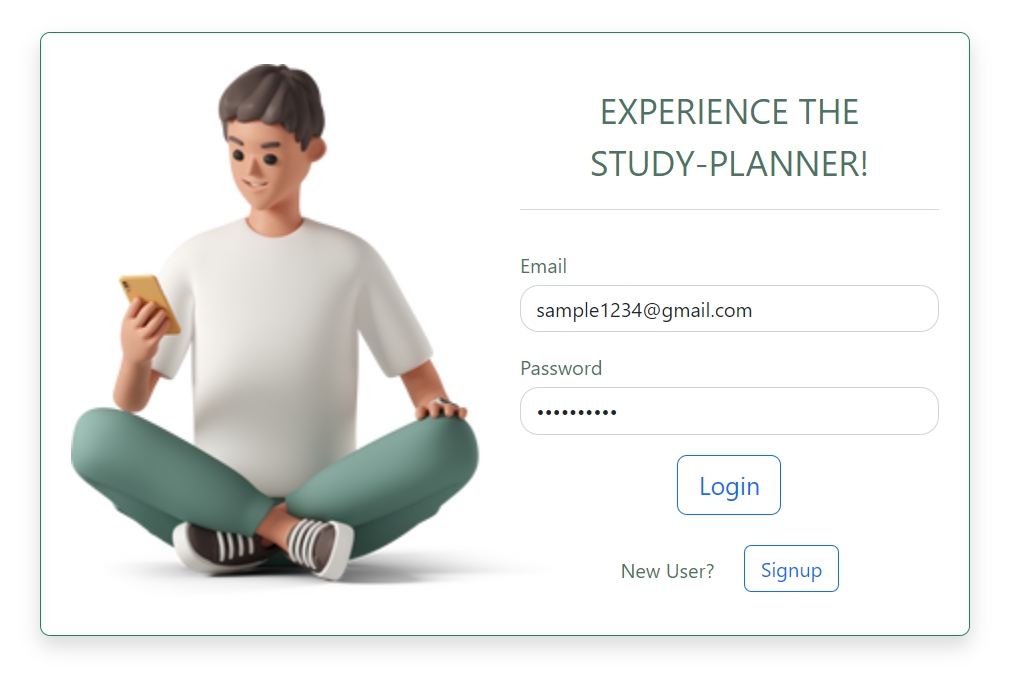 EXPERIENCE THE
STUDY-PLANNER!
Email
sample1234@gmail.com
Password
••••••••••
Login
New User? Signup